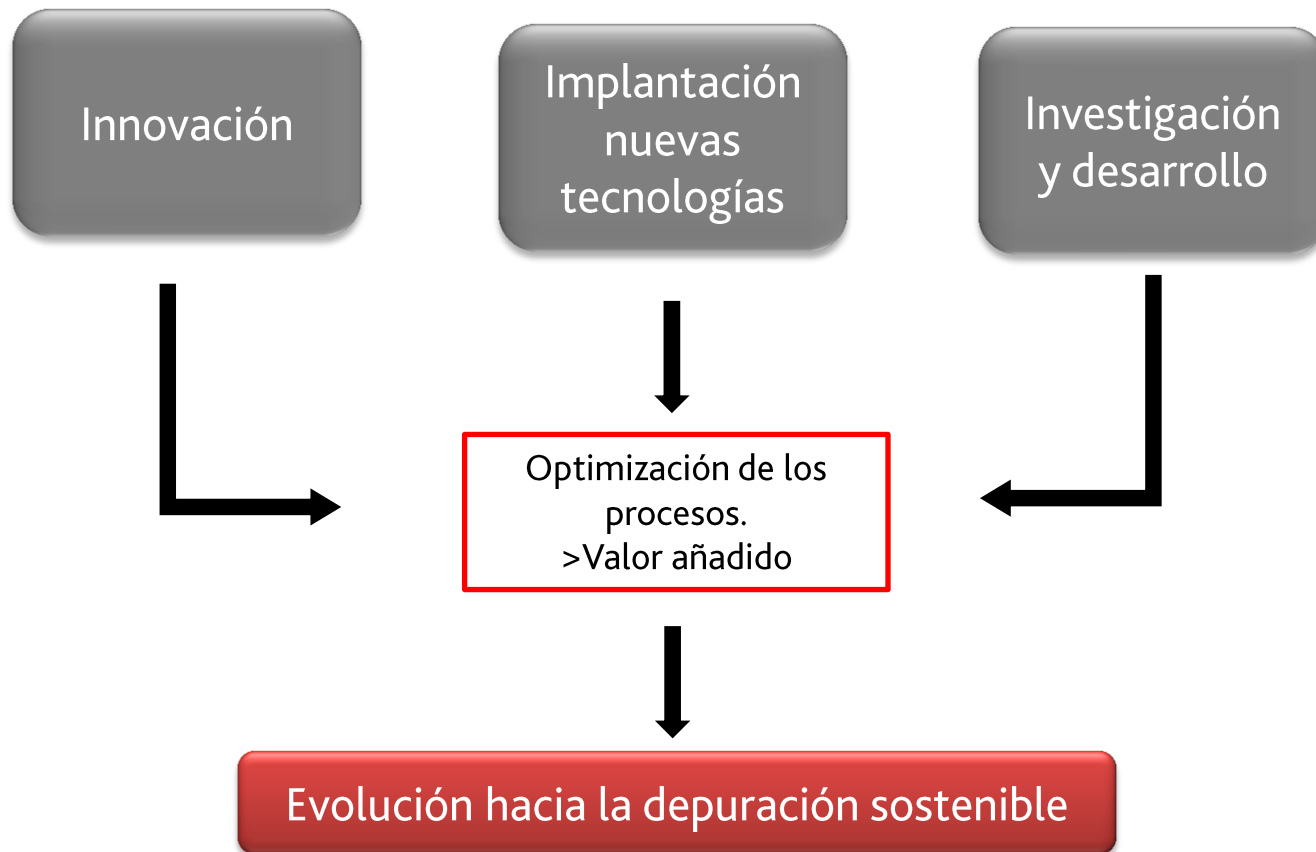 Innovación
Implantación
nuevas
tecnologías
Investigación
y desarrollo
Optimización de los
procesos.
>Valor añadido
Evolución hacia la depuración sostenible